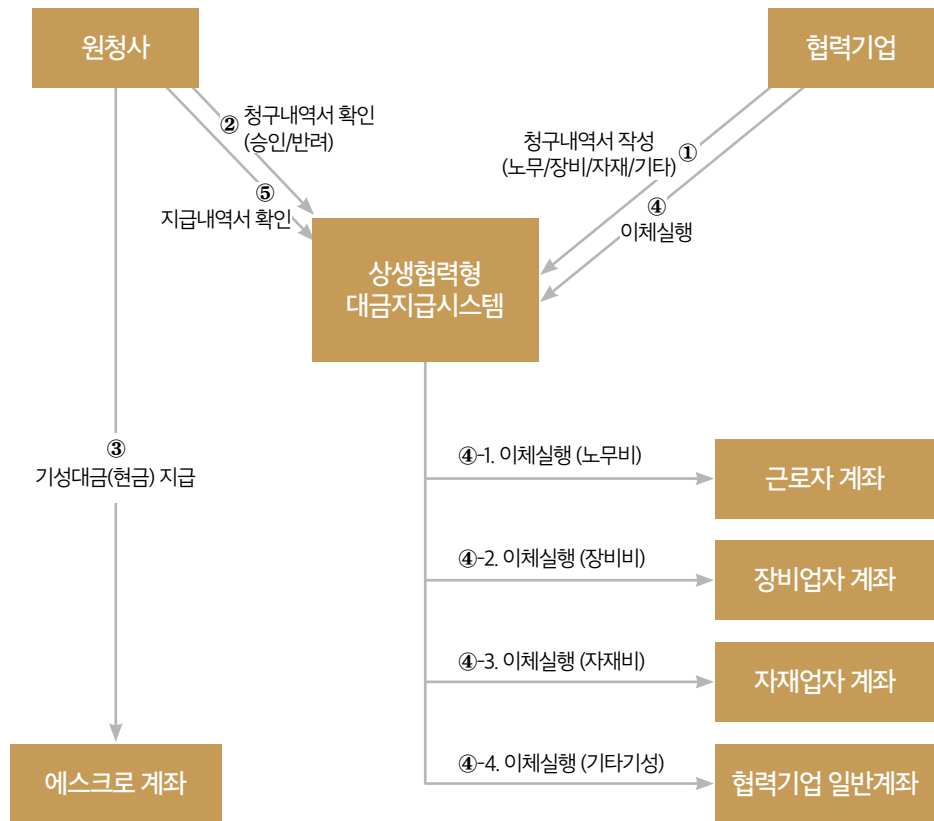 원청사
협력기업
② 청구내역서 확인
(승인/반려)
청구내역서 작성
(노무/장비/자재/기타) ①
⑤
지급내역서 확인
④
이체실행
상생협력형
대금지급시스템
③
기성대금(현금) 지급
④-1. 이체실행 (노무비)
근로자 계좌
④-2. 이체실행 (장비비)
장비업자 계좌
④-3. 이체실행 (자재비)
자재업자 계좌
④-4. 이체실행 (기타기성)
에스크로 계좌
협력기업 일반계좌